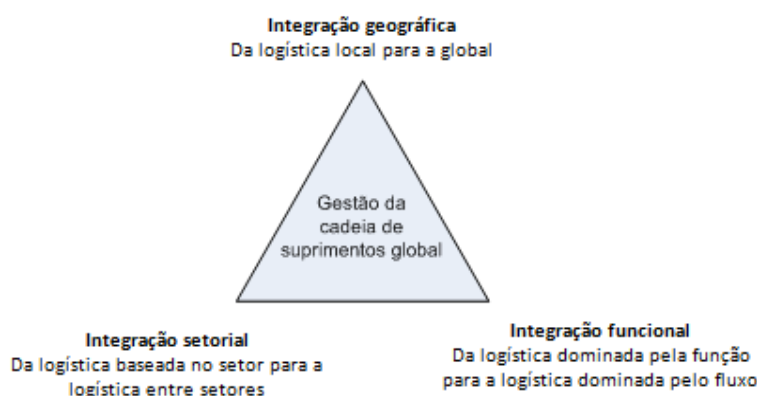 Integração geográfica
Da logística local para a global
Gestão da
cadeia de
suprimentos global
Integração setorial
Da logística baseada no setor para a
logística entre setores
Integração funcional
Da logística dominada pela função
para a logística dominada pelo fluxo